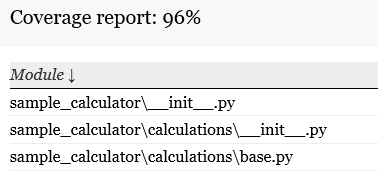 Coverage report: 96%
Module ↓
sample_calculator\__init__.py
sample_calculator\calculations\__init__.py
sample_calculator\calculations\base.py